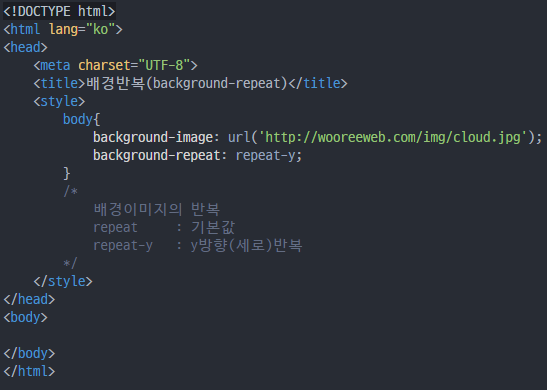 <!DOCTYPE html>
<html lang="ko">
<head>
    <meta charset="UTF-8">
    <title>배경반복(background-repeat)</title>
    <style>
        body{
            background-image: url('http://wooreeweb.com/img/cloud.jpg');
            background-repeat: repeat-y;
        }
        /*
            배경이미지의 반복
            repeat     : 기본값
            repeat-y   : y방향(세로)반복
        */
    </style>
</head>
<body>

</body>
</html>